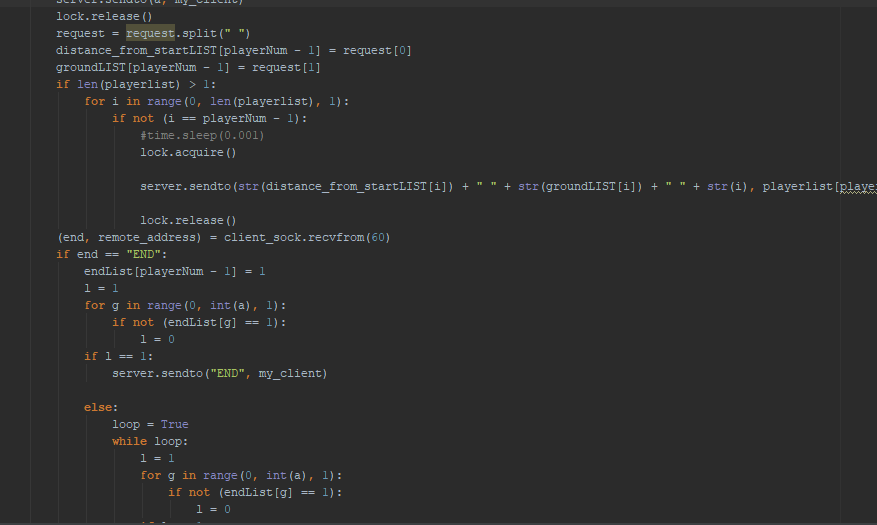 server.sendto(a, my_client)
lock.release()
request = request.split(" ")
distance_from_startLIST[playerNum - 1] = request[0]
groundLIST[playerNum - 1] = request[1]
if len(playerlist) > 1:
for i in range(0, len(playerlist), 1):
if not (i == playerNum - 1):
#time.sleep(0.001)
lock.acquire()
server.sendto(str(distance_from_startLIST[i]) + " " + str(groundLIST[i]) + " " + str(i), playerlist[playe
lock.release()
(end, remote_address) = client_sock.recvfrom(60)
if end == "END":
endList[playerNum - 1] = 1
l = 1
for g in range(0, int(a), 1):
if not (endList[g] == 1):
l = 0
if l == 1:
server.sendto("END", my_client)
else:
loop = True
while loop:
l = 1
for g in range(0, int(a), 1):
if not (endList[g] == 1):
l = 0